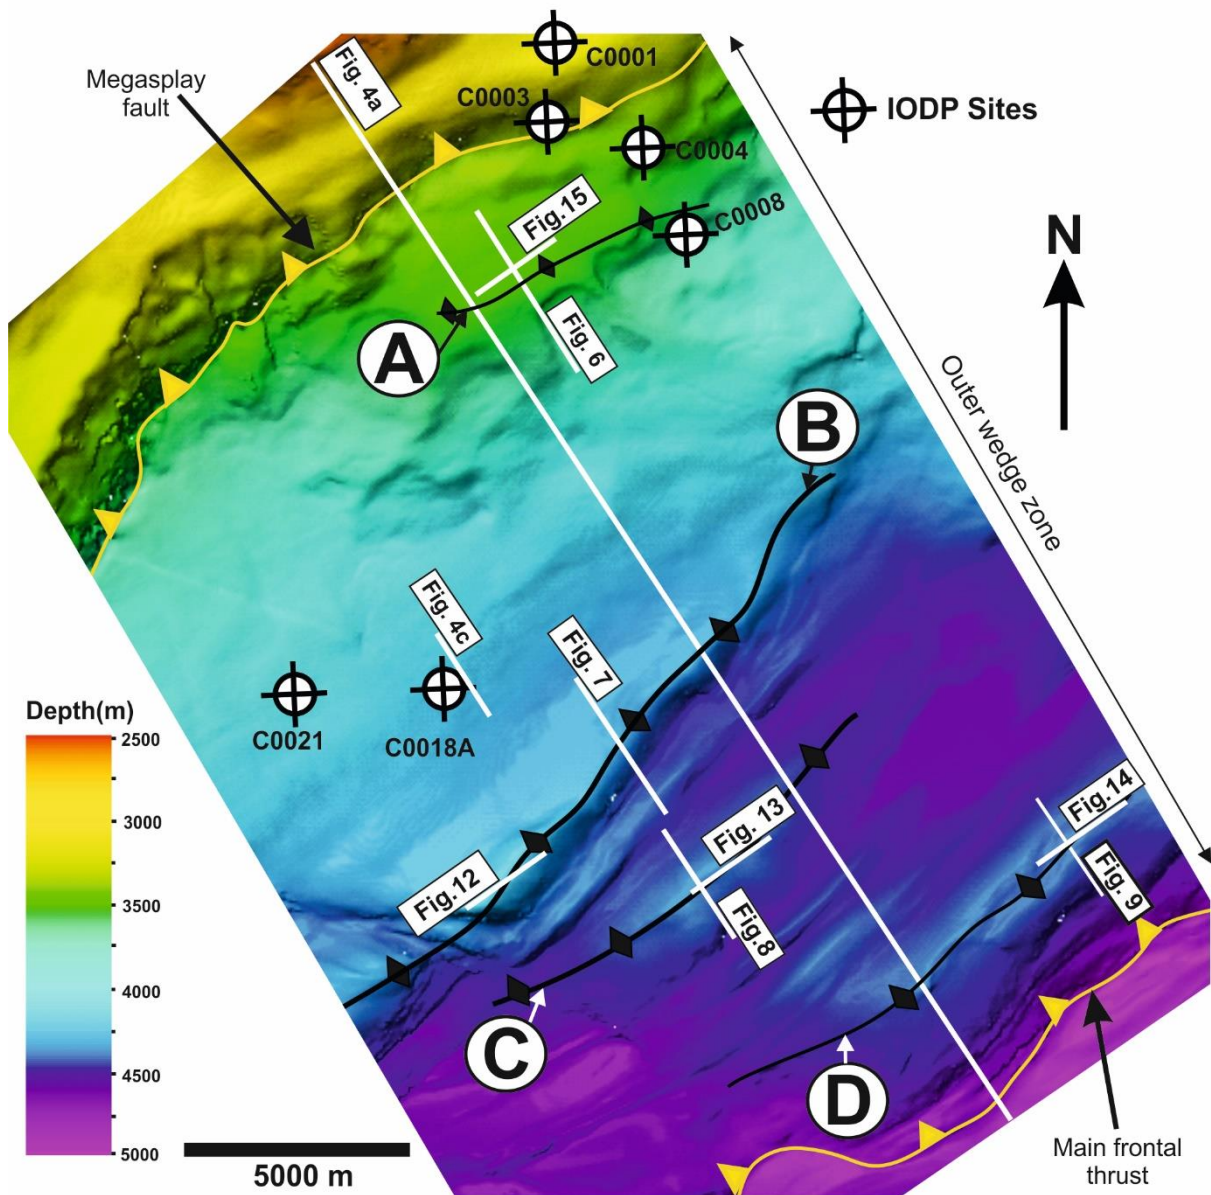 C0001
Fig. 4a
Megasplay
fault
C0003
IODP Sites
C0004
C0008
Fig.15
N
A
Fig. 6
B
Outer wedge zone
Fig. 4c
Fig. 7
Depth(m)
2500
3000
3500
4000
4500
5000
C0021
C0018A
Fig. 13
Fig.14
Fig.12
Fig. 9
Fig.8
C
D
5000 m
Main frontal
thrust